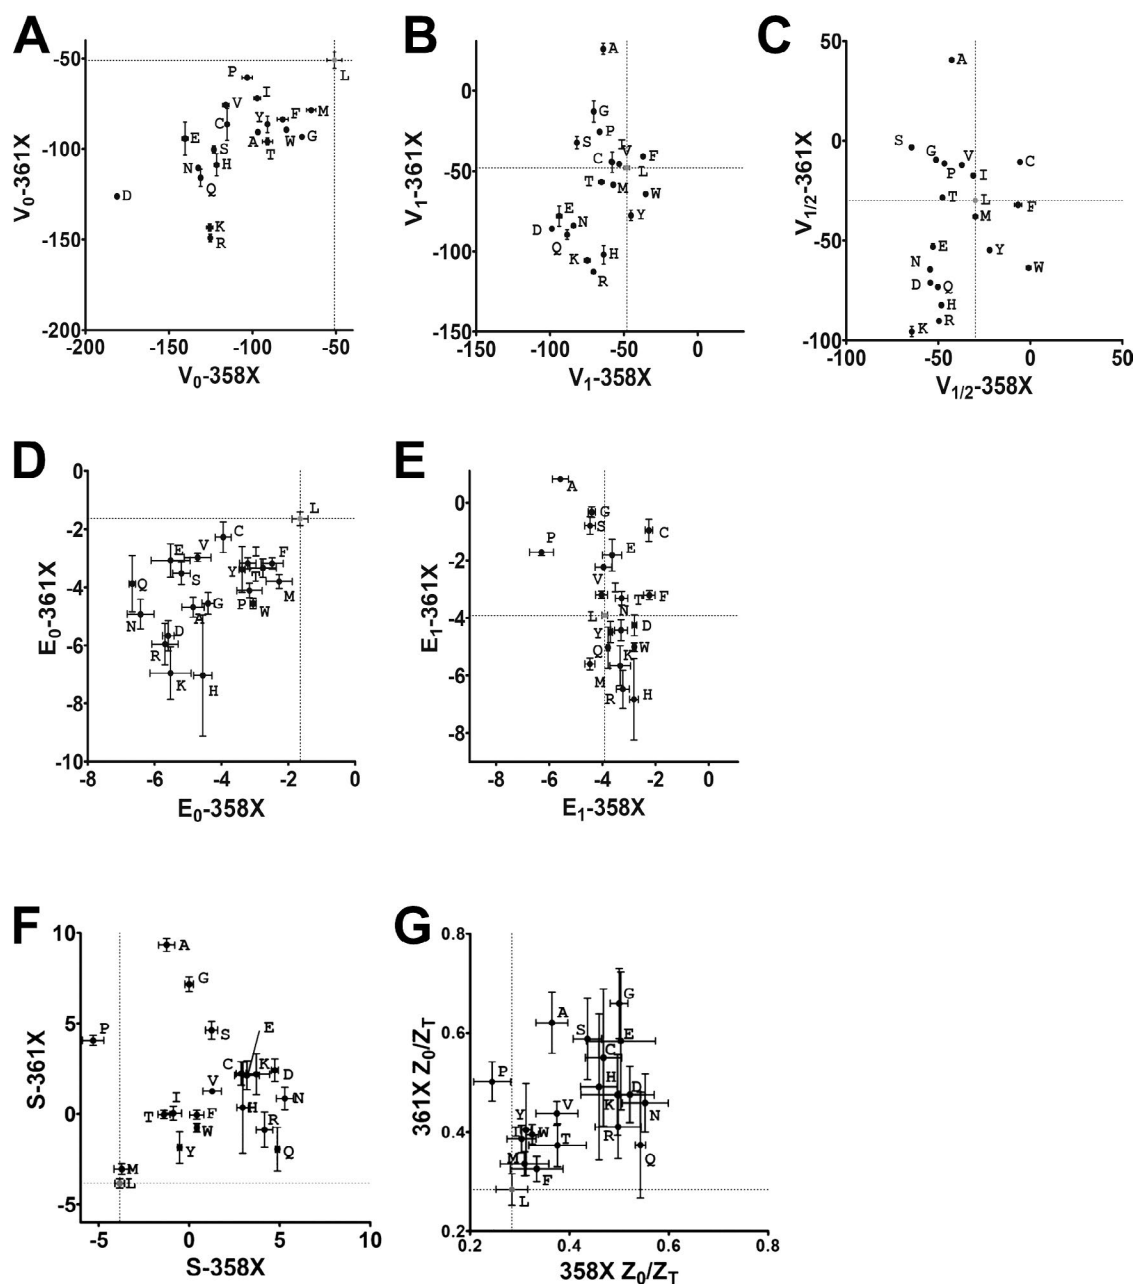 A
B
C
-50
-100
-150
-200
V0-361X
P
L
V
I
C
Y
F
M
E
A
W
G
S
T
N
H
Q
D
K
R
-200
-150
-100
-50
0
V0-358X
0
-50
-100
-150
V1-361X
A
G
P
S
I
V
C
F
L
T
M
W
E
Y
D
N
Q
K
H
R
-150
-100
-50
0
V1-358X
50
0
-50
-100
V1/2-361X
A
S
G
V
C
P
I
T
L
F
M
E
Y
N
W
D
Q
H
R
K
-100
-50
0
50
V1/2-358X
D
E
0
-2
-4
-6
-8
-10
E0-361X
L
C
E
V
I
F
S
Y
T
Q
M
G
P
W
A
N
D
R
K
H
-8
-6
-4
-2
0
E0-358X
0
-2
-4
-6
-8
E1-361X
A
G
S
C
P
E
V
T
F
T
N
L
D
Y
Q
W
K
M
R
H
-8
-6
-4
-2
0
E1-358X
F
G
10
5
0
-5
S-361X
A
G
P
S
E
C
K
D
V
I
N
T
F
H
W
R
Y
Q
M
L
-5
0
5
10
S-358X
0.8
0.6
0.4
0.2
361X Z0/ZT
G
A
S
E
C
P
H
D
K
V
N
Y
W
I
T
R
M
Q
F
L
0.2
0.4
0.6
0.8
358X Z0/ZT